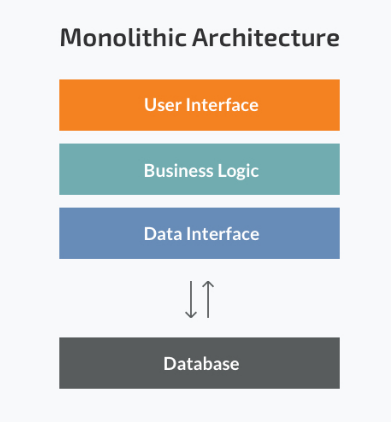 Monolithic Architecture
User Interface
Business Logic
Data Interface
Database